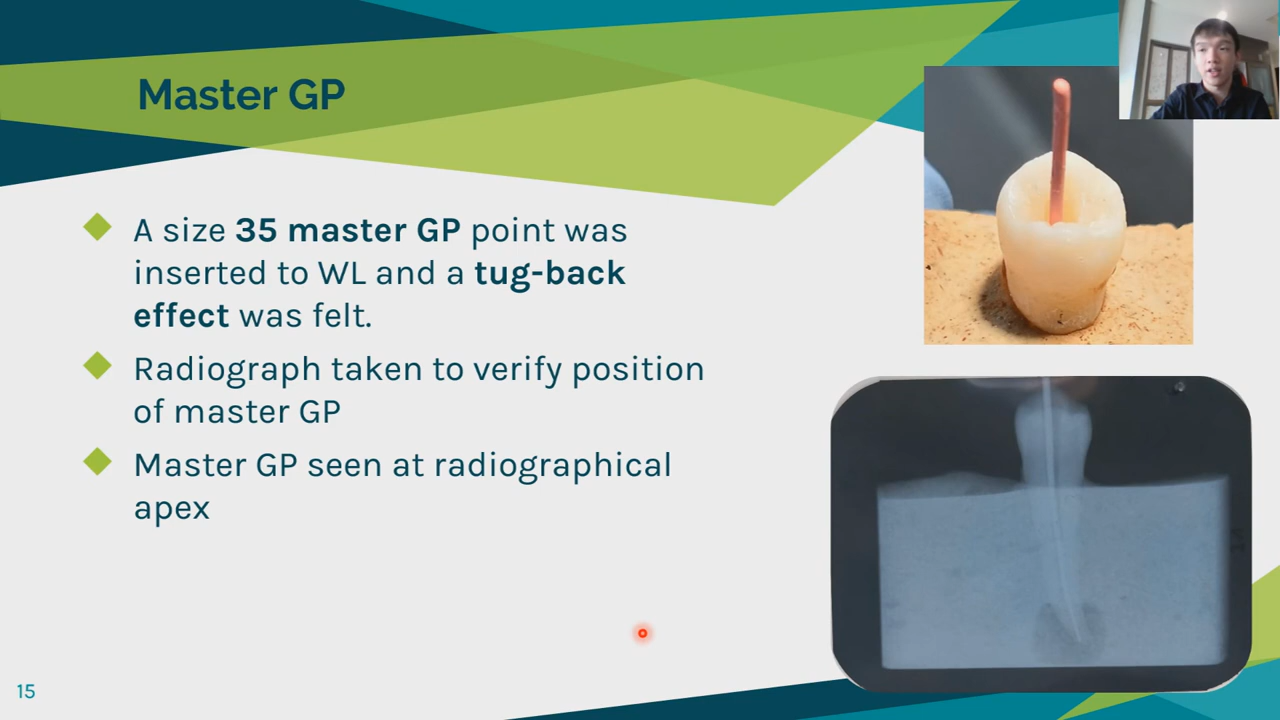 Master GP
A size 35 master GP point was
inserted to WL and a tug-back
effect was felt.
Radiograph taken to verify position
of master GP
Master GP seen at radiographical
apex
15